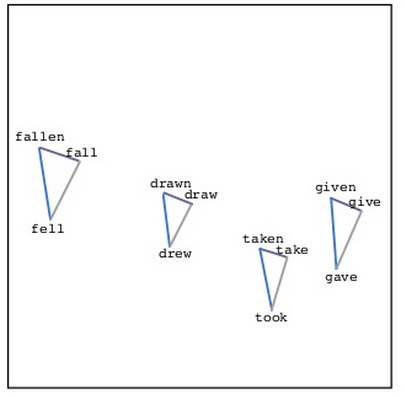 fallen
fall
fell
drawn
draw
drew
taken
take
took
given
give
gave